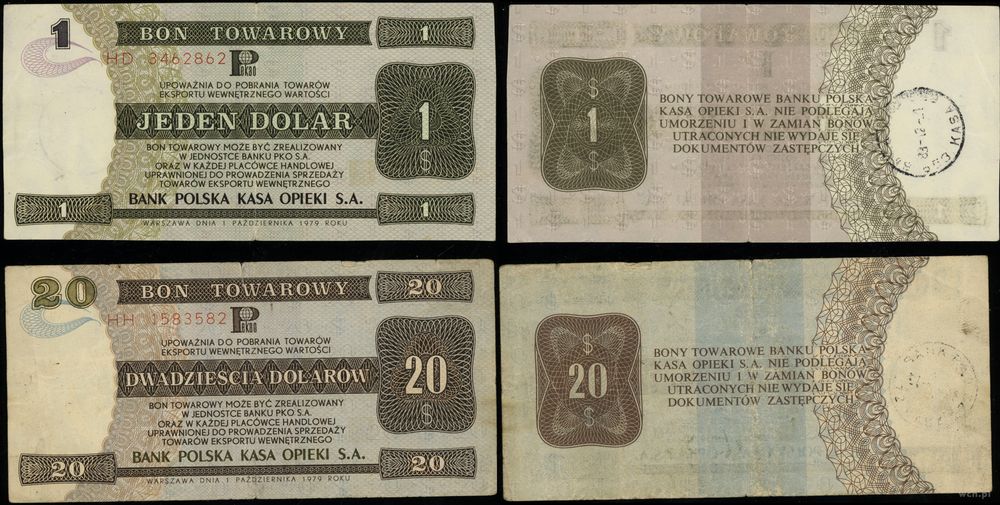 1
BON TOWAROWY
1
HD 3462862
Pekao
UPOWAŻNIA DO POBRANIA TOWARÓW
EKSPORTU WEWNĘTRZNEGO WARTOŚCI
JEDEN DOLAR
1
$
BON TOWAROWY MOŻE BYĆ ZREALIZOWANY
W JEDNOSTCE BANKU PKO S.A.
ORAZ W KAŻDEJ PLACÓWCE HANDLOWEJ
UPRAWNIONEJ DO PROWADZENIA SPRZEDAŻY
TOWARÓW EKSPORTU WEWNĘTRZNEGO
BANK POLSKA KASA OPIEKI S.A.
1
1
WARSZAWA DNIA 1 PAŹDZIERNIKA 1979 ROKU
$
1
BONY TOWAROWE BANKU POLSKA
KASA OPIEKI S.A. NIE PODLEGAJĄ
UMORZENIU I W ZAMIAN BONÓW
UTRACONYCH NIE WYDAJE SIĘ
DOKUMENTÓW ZASTĘPCZYCH
KASA
20
BON TOWAROWY
20
HH 1583582
Pekao
UPOWAŻNIA DO POBRANIA TOWARÓW
EKSPORTU WEWNĘTRZNEGO WARTOŚCI
DWADZIEŚCIA DOLARÓW
20
$
BON TOWAROWY MOŻE BYĆ ZREALIZOWANY
W JEDNOSTCE BANKU PKO S.A.
ORAZ W KAŻDEJ PLACÓWCE HANDLOWEJ
UPRAWNIONEJ DO PROWADZENIA SPRZEDAŻY
TOWARÓW EKSPORTU WEWNĘTRZNEGO
BANK POLSKA KASA OPIEKI S.A.
20
20
WARSZAWA DNIA 1 PAŹDZIERNIKA 1979 ROKU
$
20
$
BONY TOWAROWE BANKU POLSKA
KASA OPIEKI S.A. NIE PODLEGAJĄ
UMORZENIU I W ZAMIAN BONÓW
UTRACONYCH NIE WYDAJE SIĘ
DOKUMENTÓW ZASTĘPCZYCH
wcn.pl